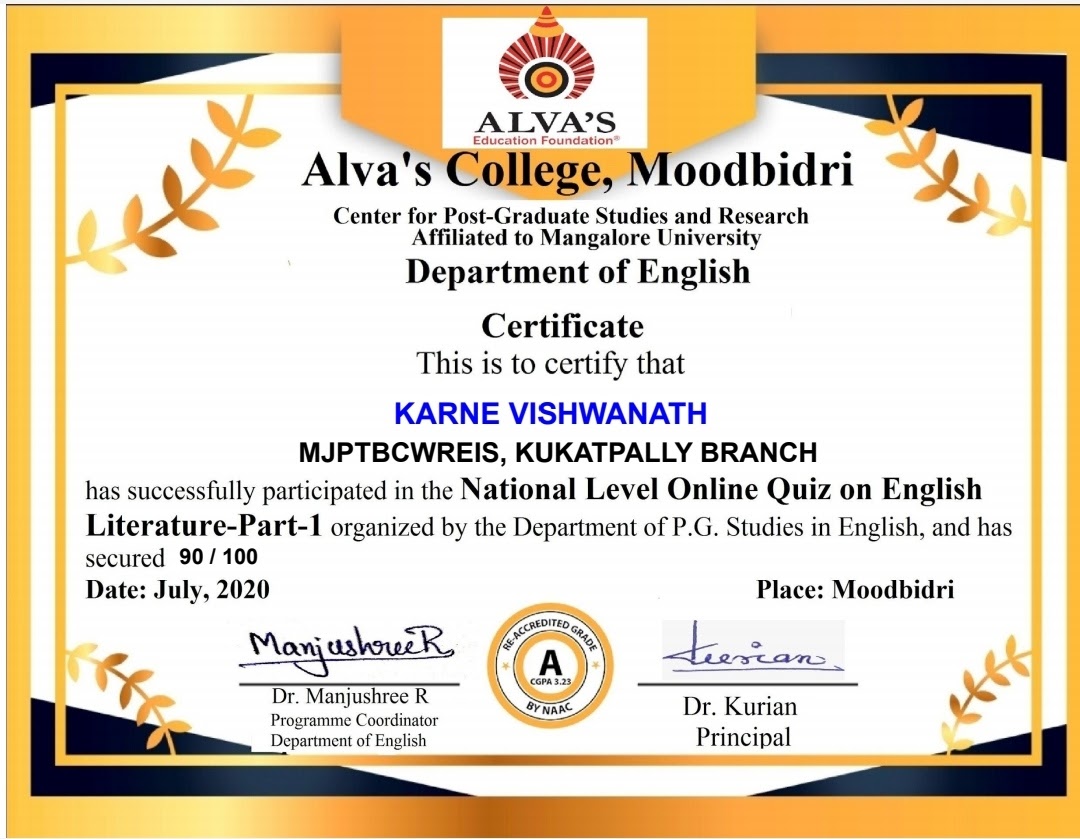 ALVA'S
Education Foundation®
Alva's College, Moodbidri
Center for Post-Graduate Studies and Research
Affiliated to Mangalore University
Department of English
Certificate
This is to certify that
KARNE VISHWANATH
MJPTBCWREIS, KUKATPALLY BRANCH
has successfully participated in the National Level Online Quiz on English
Literature-Part-1 organized by the Department of P.G. Studies in English, and has
secured 90 / 100
Date: July, 2020 Place: Moodbidri
ManjushreeR
Kurian
RE-ACCREDITED GRADE
A
CGPA 3.23
BY NAAC
Dr. Manjushree R
Programme Coordinator
Department of English
Dr. Kurian
Principal